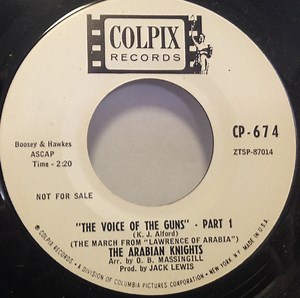 COLPIX
RECORDS
Boosey & Hawkes
ASCAP
Time - 2:20
CP-674
ZTSP-87014
NOT FOR SALE
"THE VOICE OF THE GUNS" - PART 1
(K. J. Alford)
(THE MARCH FROM "LAWRENCE OF ARABIA")
THE ARABIAN KNIGHTS
Arr. by O. B. MASSINGILL
Prod. by JACK LEWIS
© COLPIX RECORDS, A DIVISION OF COLUMBIA PICTURES CORPORATION • NEW YORK, N.Y. • MADE IN U.S.A.